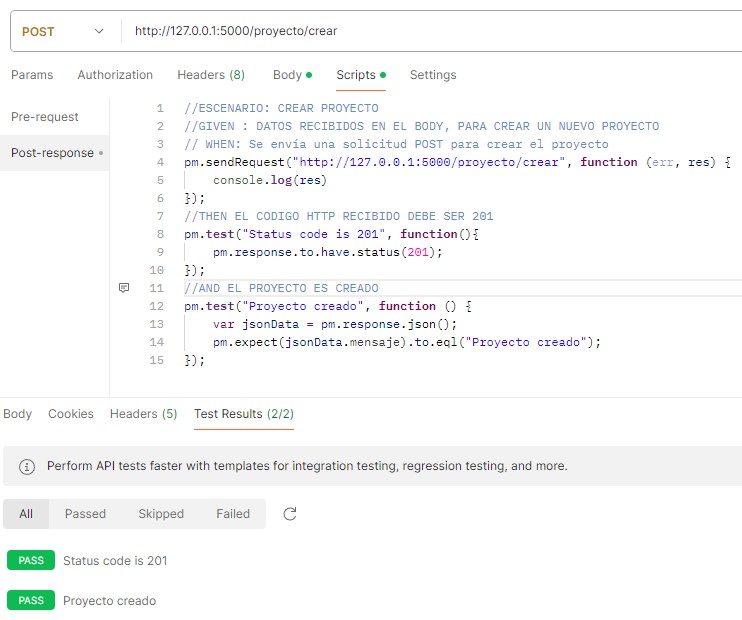 POST http://127.0.0.1:5000/proyecto/crear
Params Authorization Headers (8) Body Scripts Settings
Pre-request
Post-response
1 //ESCENARIO: CREAR PROYECTO
2 //GIVEN : DATOS RECIBIDOS EN EL BODY, PARA CREAR UN NUEVO PROYECTO
3 // WHEN: Se envía una solicitud POST para crear el proyecto
4 pm.sendRequest("http://127.0.0.1:5000/proyecto/crear", function (err, res) {
5 console.log(res)
6 });
7 //THEN EL CODIGO HTTP RECIBIDO DEBE SER 201
8 pm.test("Status code is 201", function(){
9 pm.response.to.have.status(201);
10 });
11 //AND EL PROYECTO ES CREADO
12 pm.test("Proyecto creado", function () {
13 var jsonData = pm.response.json();
14 pm.expect(jsonData.mensaje).to.eql("Proyecto creado");
15 });
Body Cookies Headers (5) Test Results (2/2)
Perform API tests faster with templates for integration testing, regression testing, and more.
All Passed Skipped Failed
PASS Status code is 201
PASS Proyecto creado